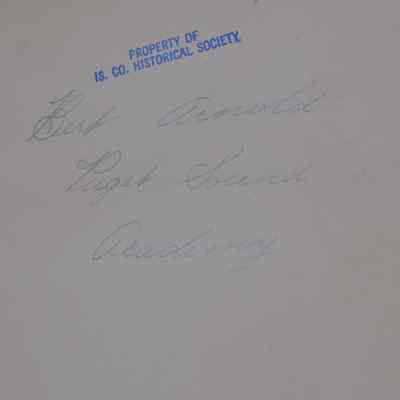 PROPERTY OF
IS. CO. HISTORICAL SOCIETY.
Bert Arnold
Puget Sound
Academy